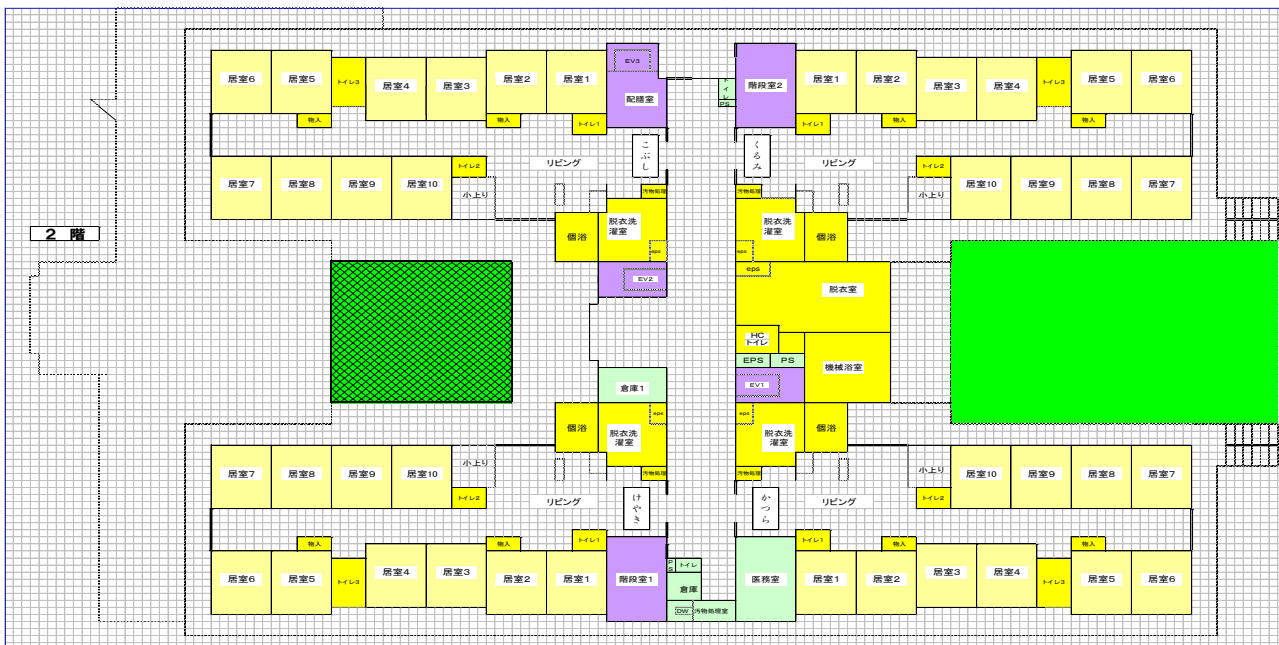 EV3
居室6
居室5
トイレ3
居室4
居室3
居室2
居室1
配膳室
トイレ
PS
階段室2
居室1
居室2
居室3
居室4
トイレ3
居室5
居室6
物入
物入
トイレ1
トイレ1
物入
物入
こぶし
くるみ
リビング
リビング
トイレ2
トイレ2
居室7
居室8
居室9
居室10
小上り
汚物処理
汚物処理
小上り
居室10
居室9
居室8
居室7
2 階
個浴
脱衣洗
濯室
脱衣洗
濯室
個浴
eps
eps
EV2
脱衣室
HC
トイレ
EPS
PS
機械浴室
倉庫1
EV1
eps
個浴
脱衣洗
濯室
脱衣洗
濯室
個浴
居室7
居室8
居室9
居室10
小上り
汚物処理
汚物処理
小上り
居室10
居室9
居室8
居室7
トイレ2
トイレ2
リビング
リビング
けやき
かつら
物入
物入
トイレ1
トイレ1
物入
物入
居室6
居室5
トイレ3
居室4
居室3
居室2
居室1
階段室1
PS
トイレ
倉庫
DW
汚物処理室
医務室
居室1
居室2
居室3
居室4
トイレ3
居室5
居室6